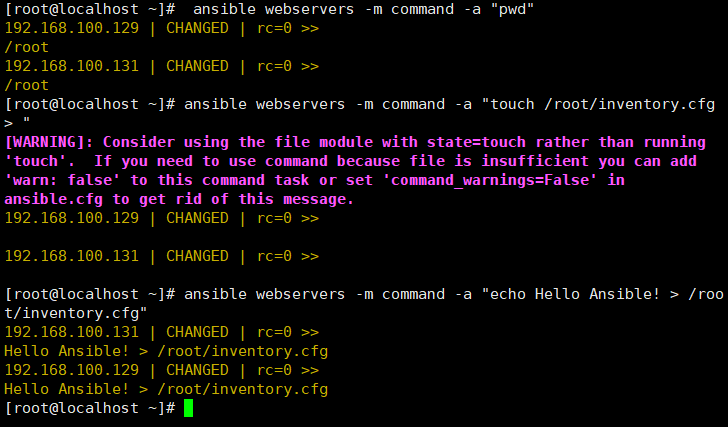 [root@localhost ~]#  ansible webservers -m command -a "pwd"
192.168.100.129 | CHANGED | rc=0 >>
/root
192.168.100.131 | CHANGED | rc=0 >>
/root
[root@localhost ~]# ansible webservers -m command -a "touch /root/inventory.cfg
> "
[WARNING]: Consider using the file module with state=touch rather than running
'touch'.  If you need to use command because file is insufficient you can add
'warn: false' to this command task or set 'command_warnings=False' in
ansible.cfg to get rid of this message.
192.168.100.129 | CHANGED | rc=0 >>
192.168.100.131 | CHANGED | rc=0 >>
[root@localhost ~]# ansible webservers -m command -a "echo Hello Ansible! > /roo
t/inventory.cfg"
192.168.100.131 | CHANGED | rc=0 >>
Hello Ansible! > /root/inventory.cfg
192.168.100.129 | CHANGED | rc=0 >>
Hello Ansible! > /root/inventory.cfg
[root@localhost ~]#